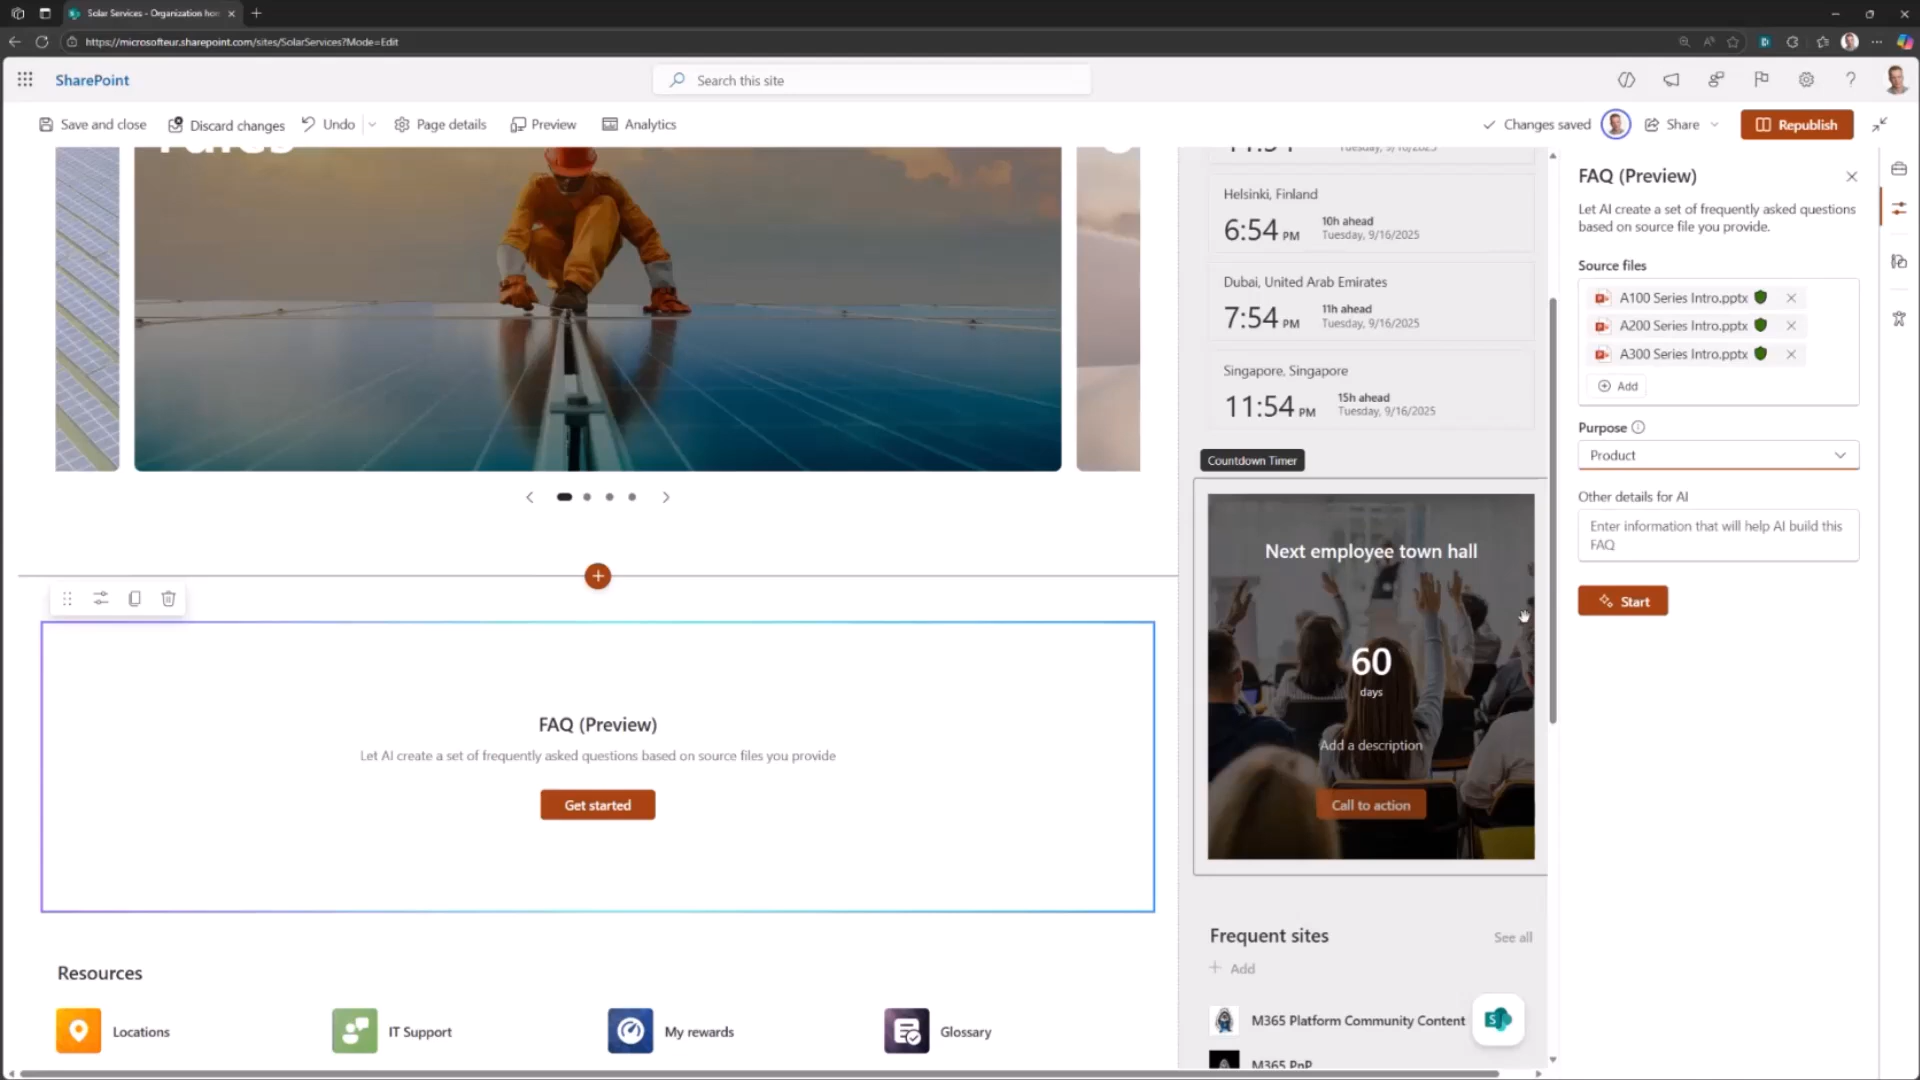 Solar Services - Organization hon
https://microsofteur.sharepoint.com/sites/SolarServices?Mode=Edit
SharePoint
Search this site
Save and close
Discard changes
Undo
Page details
Preview
Analytics
Changes saved
Share
Republish
Tuesday, 9/16/2025
Helsinki, Finland
6:54 PM
10h ahead
Tuesday, 9/16/2025
Dubai, United Arab Emirates
7:54 PM
11h ahead
Tuesday, 9/16/2025
Singapore, Singapore
11:54 PM
15h ahead
Tuesday, 9/16/2025
Countdown Timer
Next employee town hall
60
days
Add a description
Call to action
FAQ (Preview)
Let AI create a set of frequently asked questions based on source files you provide
Get started
Resources
Locations
IT Support
My rewards
Glossary
Frequent sites
See all
Add
M365 Platform Community Content
M365 PnP
FAQ (Preview)
Let AI create a set of frequently asked questions
based on source file you provide.
Source files
A100 Series Intro.pptx
A200 Series Intro.pptx
A300 Series Intro.pptx
Add
Purpose
Product
Other details for AI
Enter information that will help AI build this
FAQ
Start